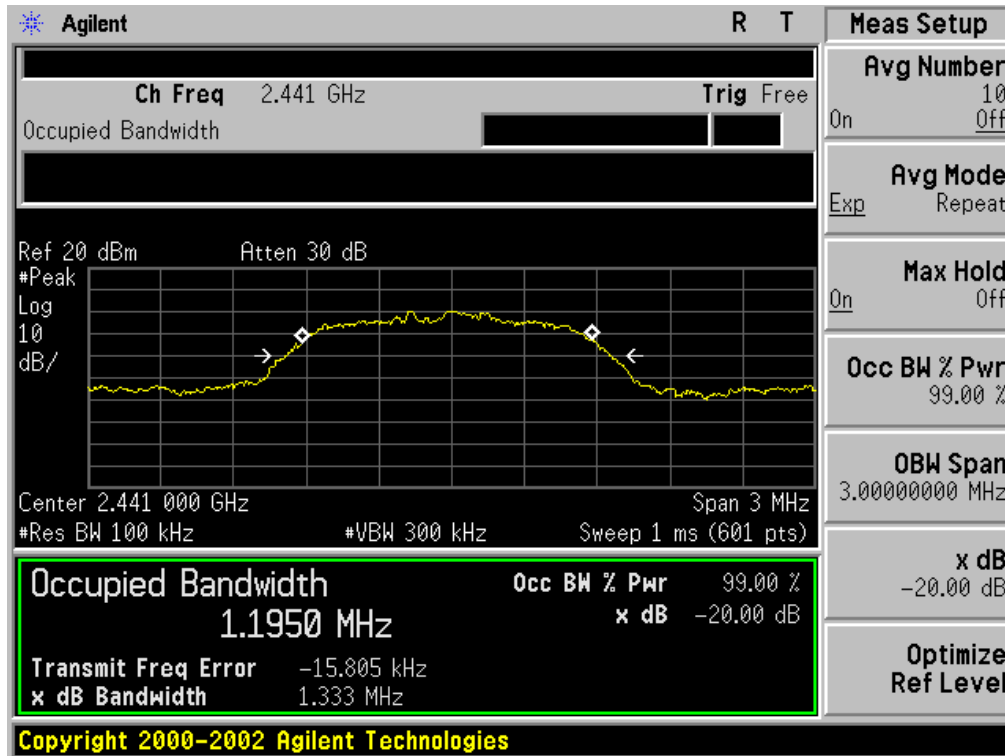 Agilent R T
Ch Freq 2.441 GHz Trig Free
Occupied Bandwidth
Ref 20 dBm Atten 30 dB
#Peak
Log
10
dB/
Center 2.441 000 GHz Span 3 MHz
#Res BW 100 kHz #VBW 300 kHz Sweep 1 ms (601 pts)
Occupied Bandwidth Occ BW % Pwr 99.00 %
1.1950 MHz x dB -20.00 dB
Transmit Freq Error -15.805 kHz
x dB Bandwidth 1.333 MHz
Copyright 2000-2002 Agilent Technologies
Meas Setup
Avg Number
10
On Off
Avg Mode
Exp Repeat
Max Hold
On Off
Occ BW % Pwr
99.00 %
OBW Span
3.00000000 MHz
x dB
-20.00 dB
Optimize
Ref Level